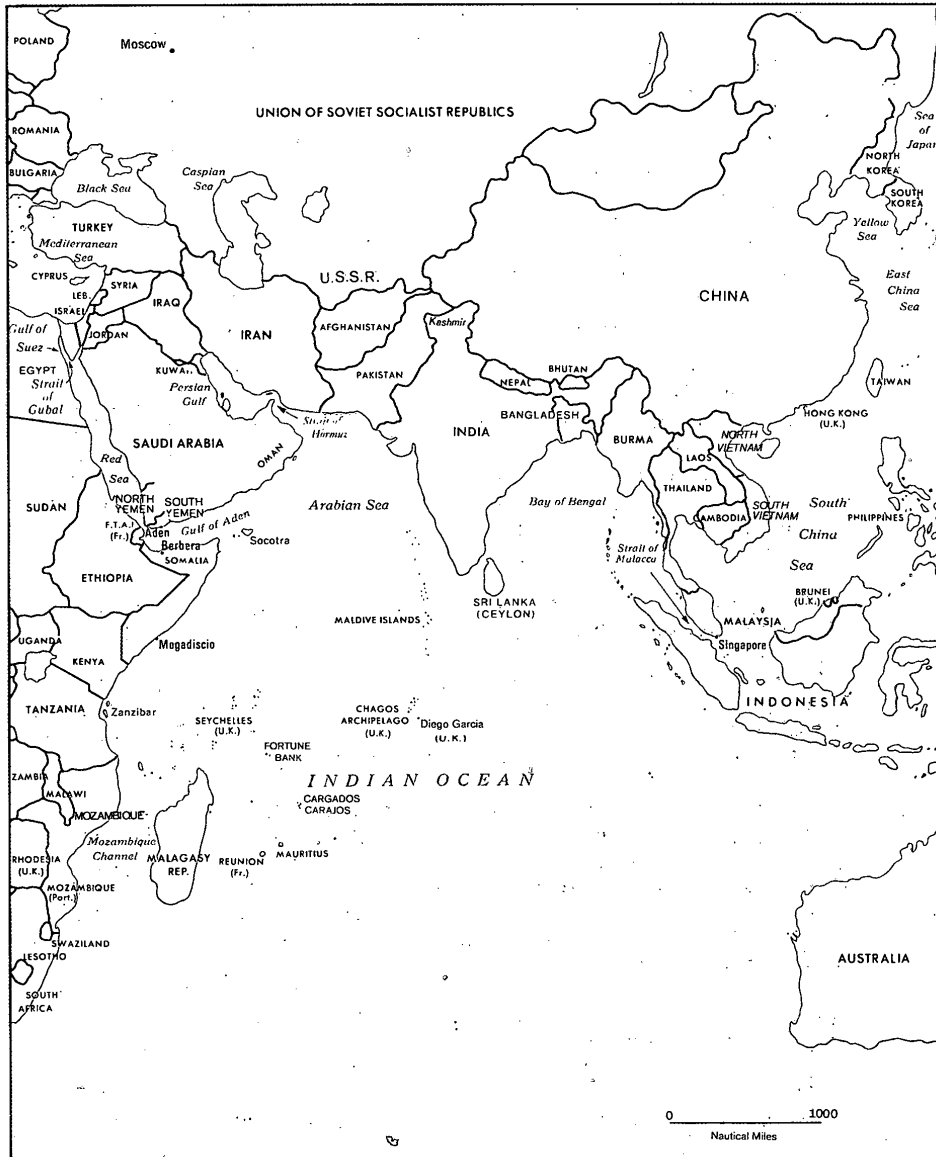 POLAND
Moscow
UNION OF SOVIET SOCIALIST REPUBLICS
ROMANIA
BULGARIA
Black Sea
Caspian
Sea
Sea
of
Japan
NORTH
KOREA
SOUTH
KOREA
Yellow
Sea
TURKEY
Mediterranean
Sea
CYPRUS
LEB.
SYRIA
ISRAEL
IRAQ
JORDAN
IRAN
U.S.S.R.
AFGHANISTAN
Kashmir
CHINA
East
China
Sea
Gulf of
Suez
EGYPT
Strait
of
Gubal
KUWAIT
Persian
Gulf
PAKISTAN
NEPAL
BHUTAN
TAIWAN
Strait of
Hormuz
BANGLADESH
INDIA
BURMA
HONG KONG
(U.K.)
NORTH
VIETNAM
LAOS
SAUDI ARABIA
OMAN
Red
Sea
SUDAN
NORTH
YEMEN
SOUTH
YEMEN
Arabian Sea
Bay of Bengal
THAILAND
CAMBODIA
SOUTH
VIETNAM
South
China
Sea
PHILIPPINES
F.T.A.I
(Fr.)
Aden
Gulf of Aden
Socotra
Berbera
SOMALIA
ETHIOPIA
Strait of
Malacca
SRI LANKA
(CEYLON)
BRUNEI
(U.K.)
MALDIVE ISLANDS
MALAYSIA
Singapore
UGANDA
KENYA
Mogadiscio
TANZANIA
Zanzibar
SEYCHELLES
(U.K.)
CHAGOS
ARCHIPELAGO
(U.K.)
Diego Garcia
(U.K.)
INDONESIA
FORTUNE
BANK
INDIAN OCEAN
ZAMBIA
MALAWI
MOZAMBIQUE
CARGADOS
CARAJOS
Mozambique
Channel
MALAGASY
REP.
REUNION
(Fr.)
MAURITIUS
RHODESIA
(U.K.)
MOZAMBIQUE
(Port.)
SWAZILAND
LESOTHO
SOUTH
AFRICA
AUSTRALIA
0 1000
Nautical Miles